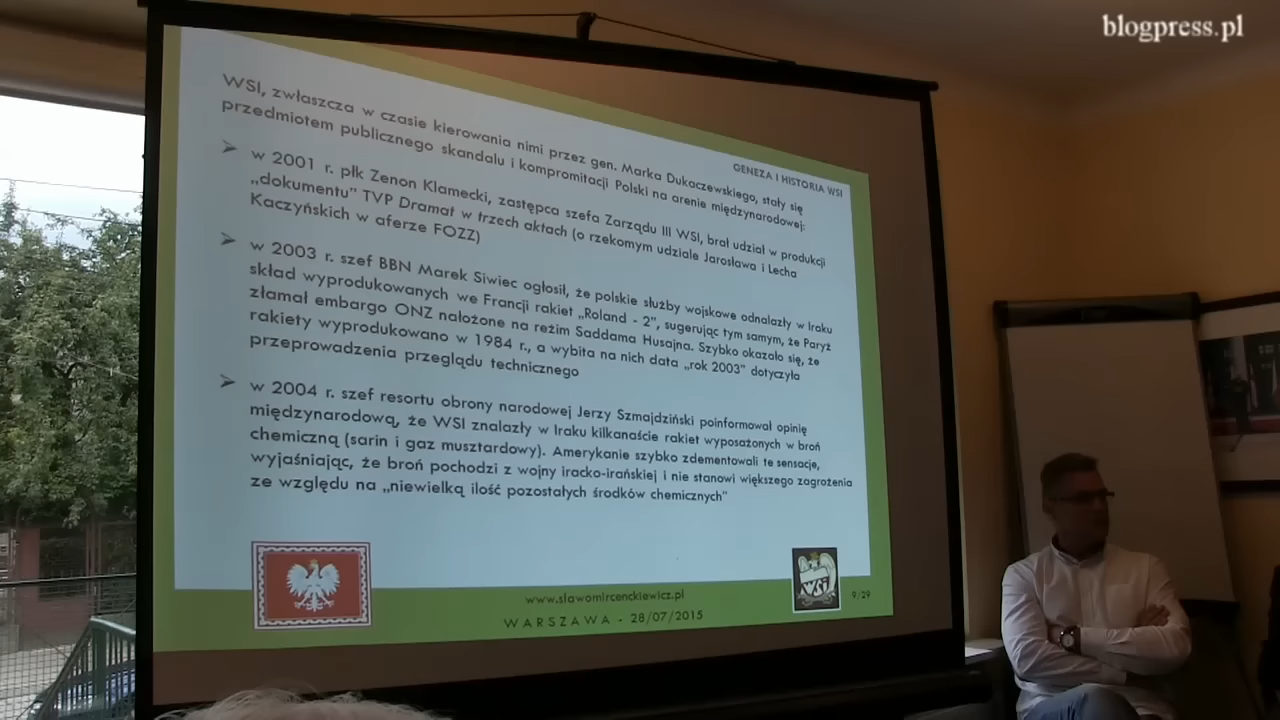 blogpress.pl
GENEZA I HISTORIA WSI
WSI, zwłaszcza w czasie kierowania nimi przez gen. Marka Dukaczewskiego, stały się
przedmiotem publicznego skandalu i kompromitacji Polski na arenie międzynarodowej:
➢ w 2001 r. płk Zenon Klamecki, zastępca szefa Zarządu III WSI, brał udział w produkcji
„dokumentu" TVP Dramat w trzech aktach (o rzekomym udziale Jarosława i Lecha
Kaczyńskich w aferze FOZZ)
➢ w 2003 r. szef BBN Marek Siwiec ogłosił, że polskie służby wojskowe odnalazły w Iraku
skład wyprodukowanych we Francji rakiet „Roland - 2", sugerując tym samym, że Paryż
złamał embargo ONZ nałożone na reżim Saddama Husajna. Szybko okazało się, że
rakiety wyprodukowano w 1984 r., a wybita na nich data „rok 2003" dotyczyła
przeprowadzenia przeglądu technicznego
➢ w 2004 r. szef resortu obrony narodowej Jerzy Szmajdziński poinformował opinię
międzynarodową, że WSI znalazły w Iraku kilkanaście rakiet wyposażonych w broń
chemiczną (sarin i gaz musztardowy). Amerykanie szybko zdementowali te sensacje,
wyjaśniając, że broń pochodzi z wojny iracko-irańskiej i nie stanowi większego zagrożenia
ze względu na „niewielką ilość pozostałych środków chemicznych"
WSI
www.slawomircenckiewicz.pl
9/29
WARSZAWA - 28/07/2015